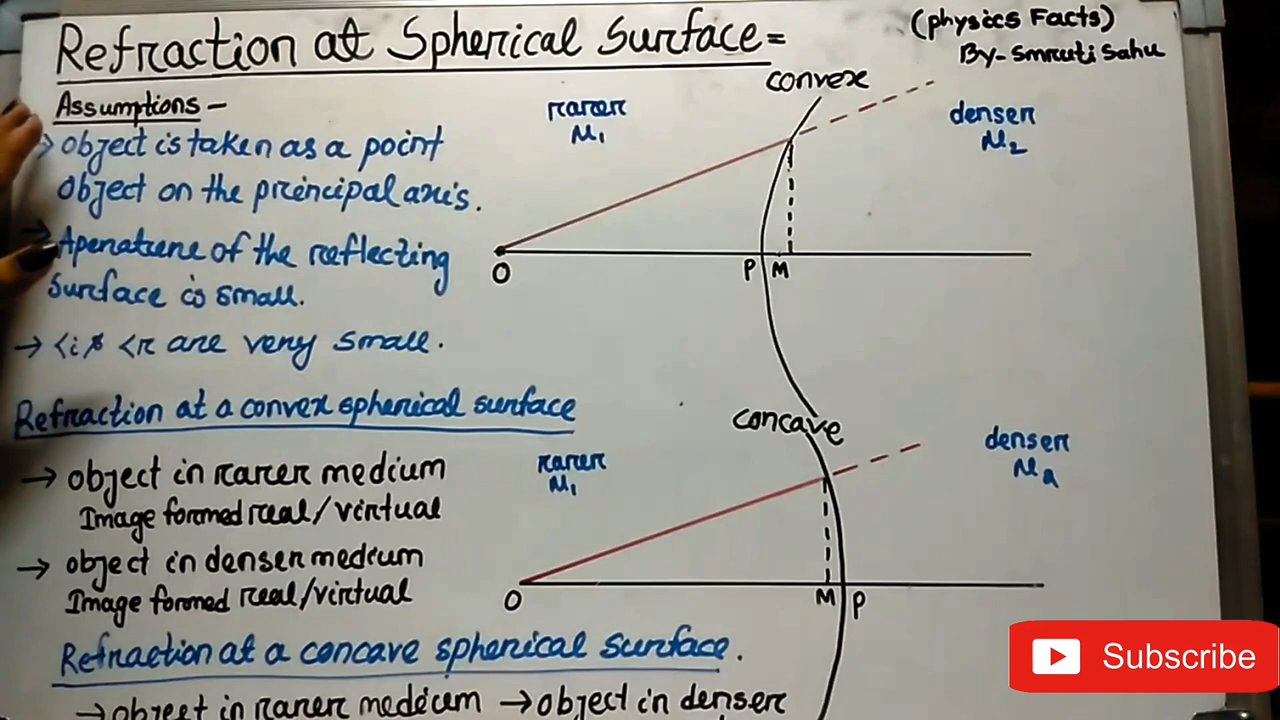 Refraction at Spherical Surface=
(physics Facts)
By- Smruti Sahu
Assumptions -
→ object is taken as a point
object on the principal axis.
→ Aperature of the reflecting
surface is small.
→ <i & <r are very small.
Refraction at a convex spherical surface
→ object in rarer medium
Image formed real/virtual
→ object in denser medium
Image formed real/virtual
Refraction at a concave spherical surface.
→ object in rarer medium → object in denser
convex
rarer
μ1
denser
μ2
O
P M
concave
rarer
μ1
denser
μ2
O
M P
Subscribe